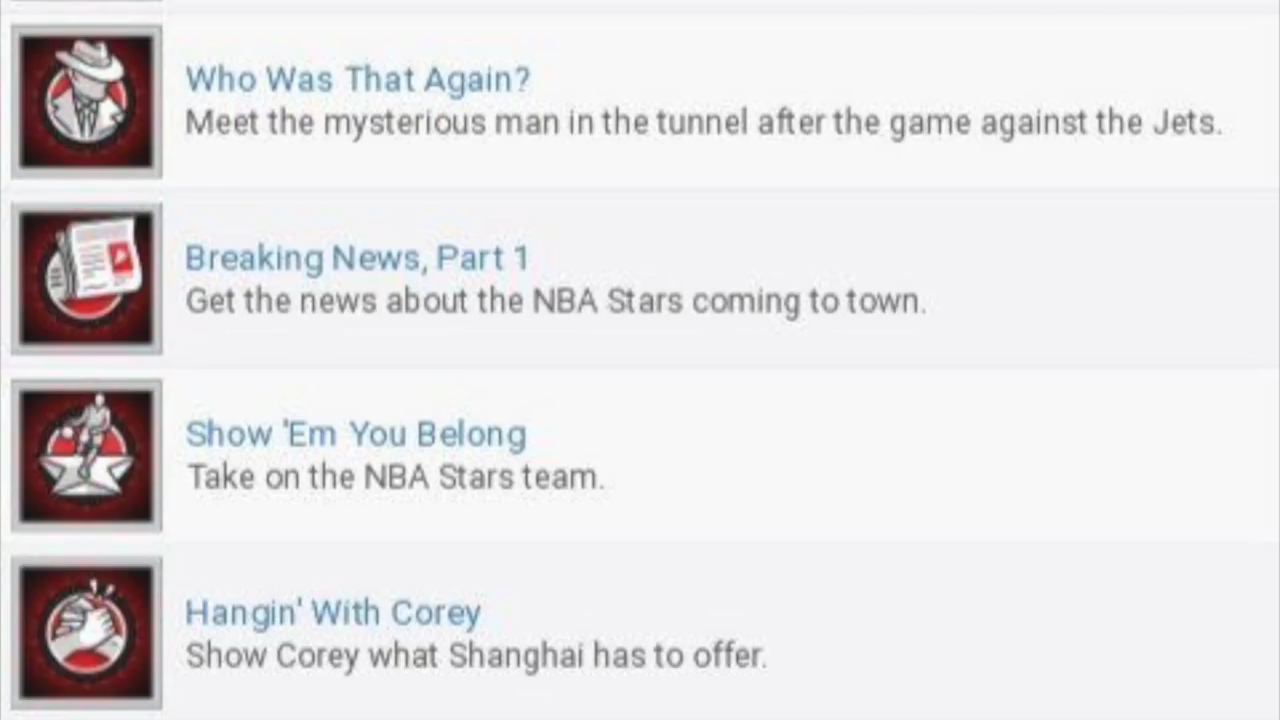 Who Was That Again?
Meet the mysterious man in the tunnel after the game against the Jets.
Breaking News, Part 1
Get the news about the NBA Stars coming to town.
Show 'Em You Belong
Take on the NBA Stars team.
Hangin' With Corey
Show Corey what Shanghai has to offer.